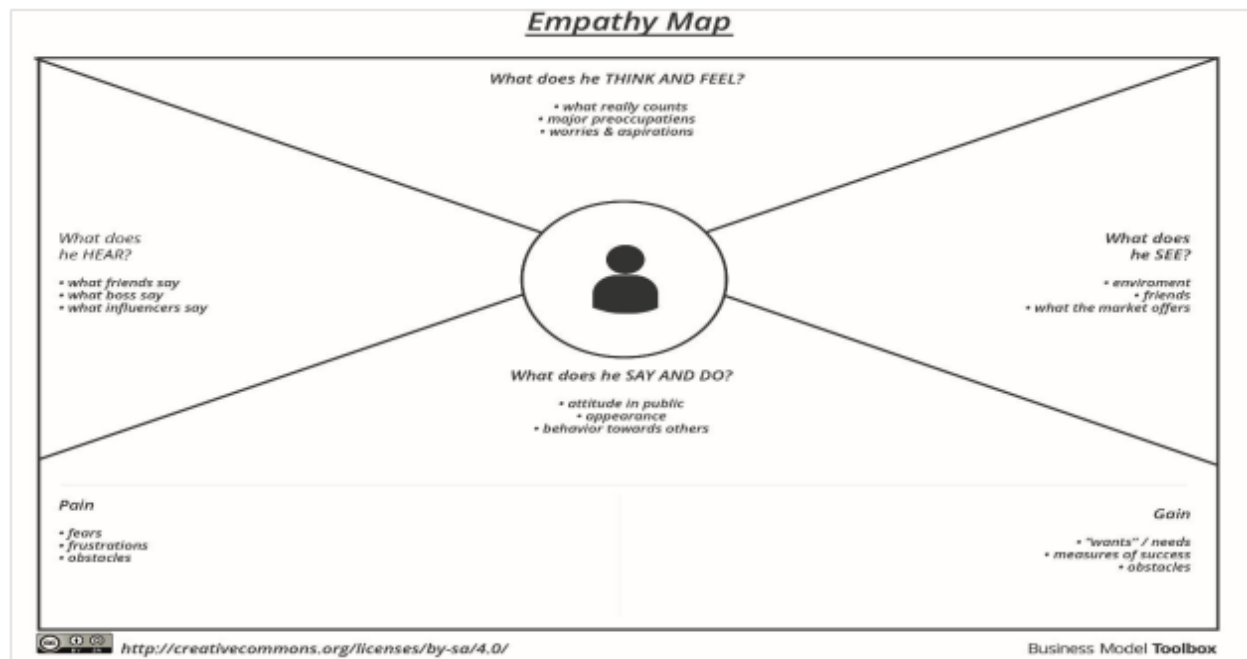 Empathy Map
What does he THINK AND FEEL?
• what really counts
• major preoccupatiens
• worries & aspirations
What does
he HEAR?
• what friends say
• what boss say
• what influencers say
What does
he SEE?
• enviroment
• friends
• what the market offers
What does he SAY AND DO?
• attitude in public
• appearance
• behavior towards others
Pain
• fears
• frustrations
• obstacles
Gain
• "wants" / needs
• measures of success
• obstacles
http://creativecommons.org/licenses/by-sa/4.0/
Business Model Toolbox